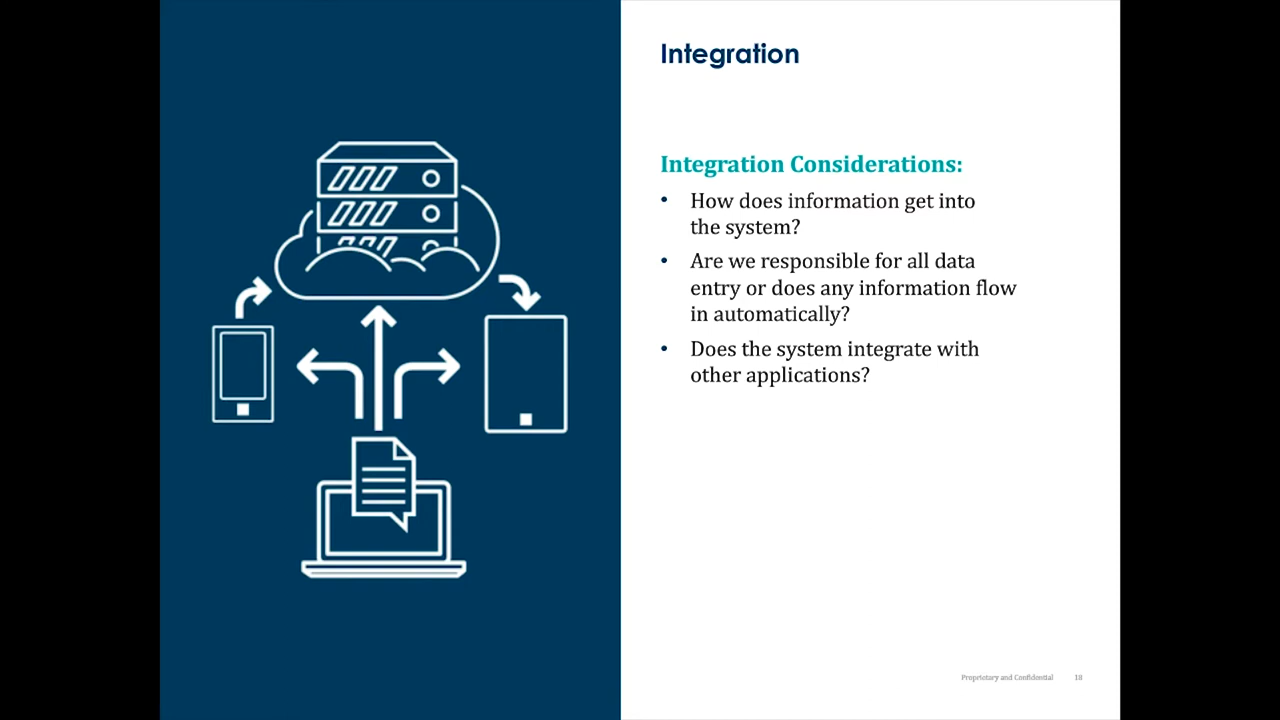 Integration
Integration Considerations:
• How does information get into
the system?
• Are we responsible for all data
entry or does any information flow
in automatically?
• Does the system integrate with
other applications?
Proprietary and Confidential 18